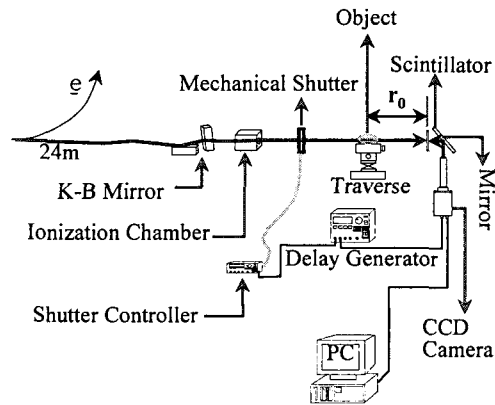 Object
Scintillator
Mechanical Shutter
r₀
e
24m
K-B Mirror
Traverse
Mirror
Ionization Chamber
Delay Generator
Shutter Controller
CCD
Camera
PC